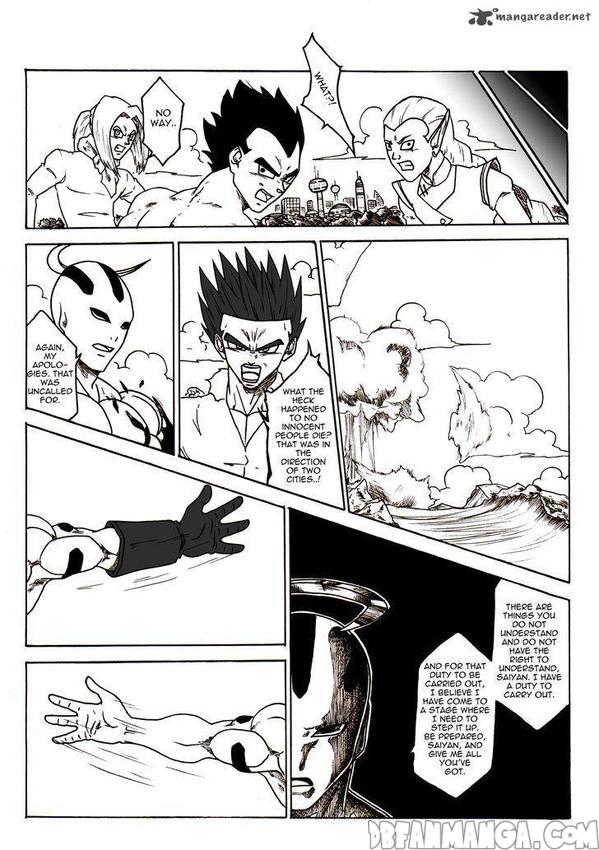 mangareader.net
NO
WAY..
WHAT?!
AGAIN,
MY
APOLO-
GIES. THAT
WAS
UNCALLED
FOR.
WHAT THE
HECK
HAPPENED
TO NO
INNOCENT
PEOPLE DIE?
THAT WAS
IN THE
DIRECTION
OF TWO
CITIES..!
THERE ARE
THINGS YOU
DO NOT
UNDERSTAND
AND DO NOT
HAVE THE
RIGHT TO
UNDERSTAND,
SAIYAN. I HAVE
A DUTY TO
CARRY OUT.
AND FOR THAT
DUTY TO BE
CARRIED OUT,
I BELIEVE I
HAVE COME TO
A STAGE WHERE
I NEED TO
STEP IT UP.
BE PREPARED,
SAIYAN, AND
GIVE ME ALL
YOU'VE
GOT.
DBFANMANGA.COM